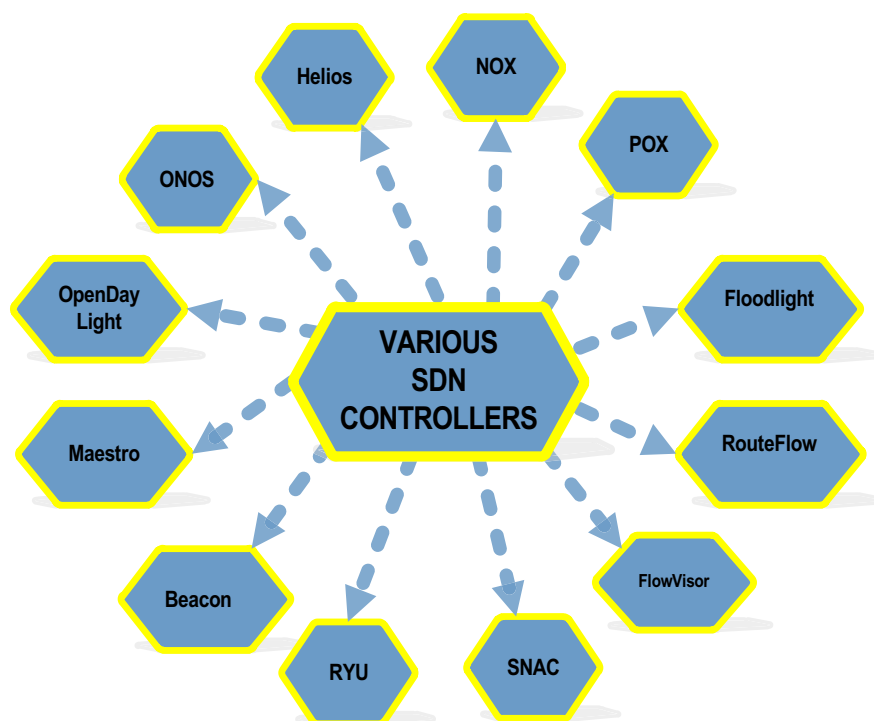 Helios
NOX
POX
ONOS
OpenDay
Light
Floodlight
VARIOUS
SDN
CONTROLLERS
Maestro
RouteFlow
Beacon
FlowVisor
RYU
SNAC